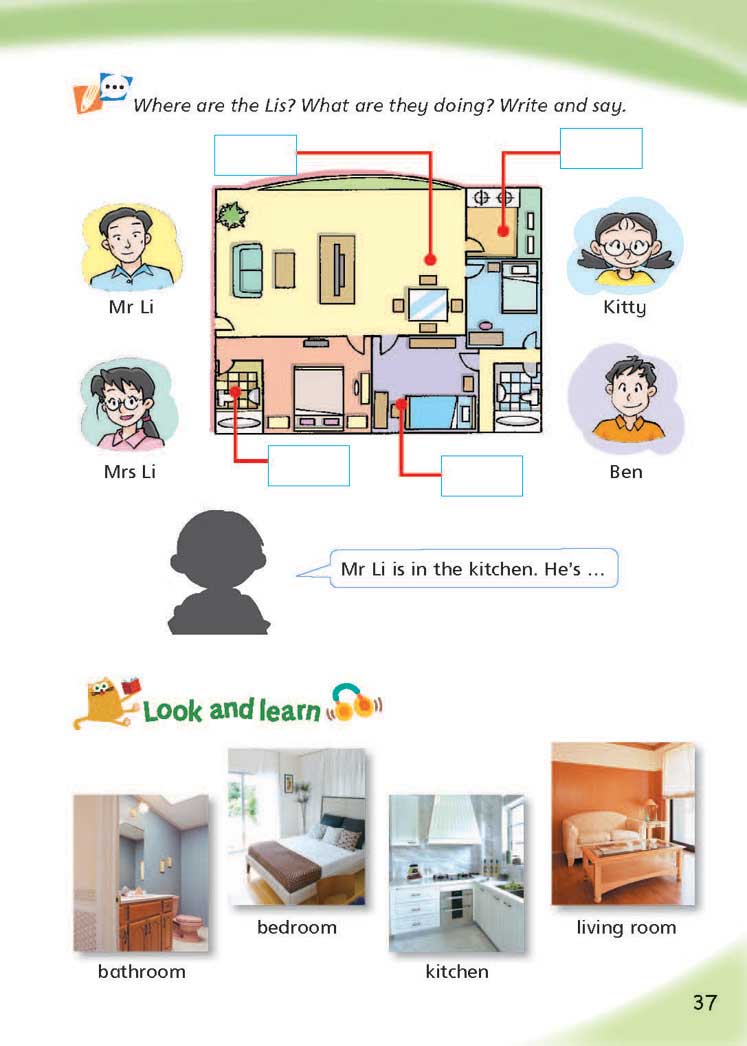 Where are the Lis? What are they doing? Write and say.
Mr Li
Kitty
Mrs Li
Ben
Mr Li is in the kitchen. He's ...
Look and learn
bedroom
living room
bathroom
kitchen
37